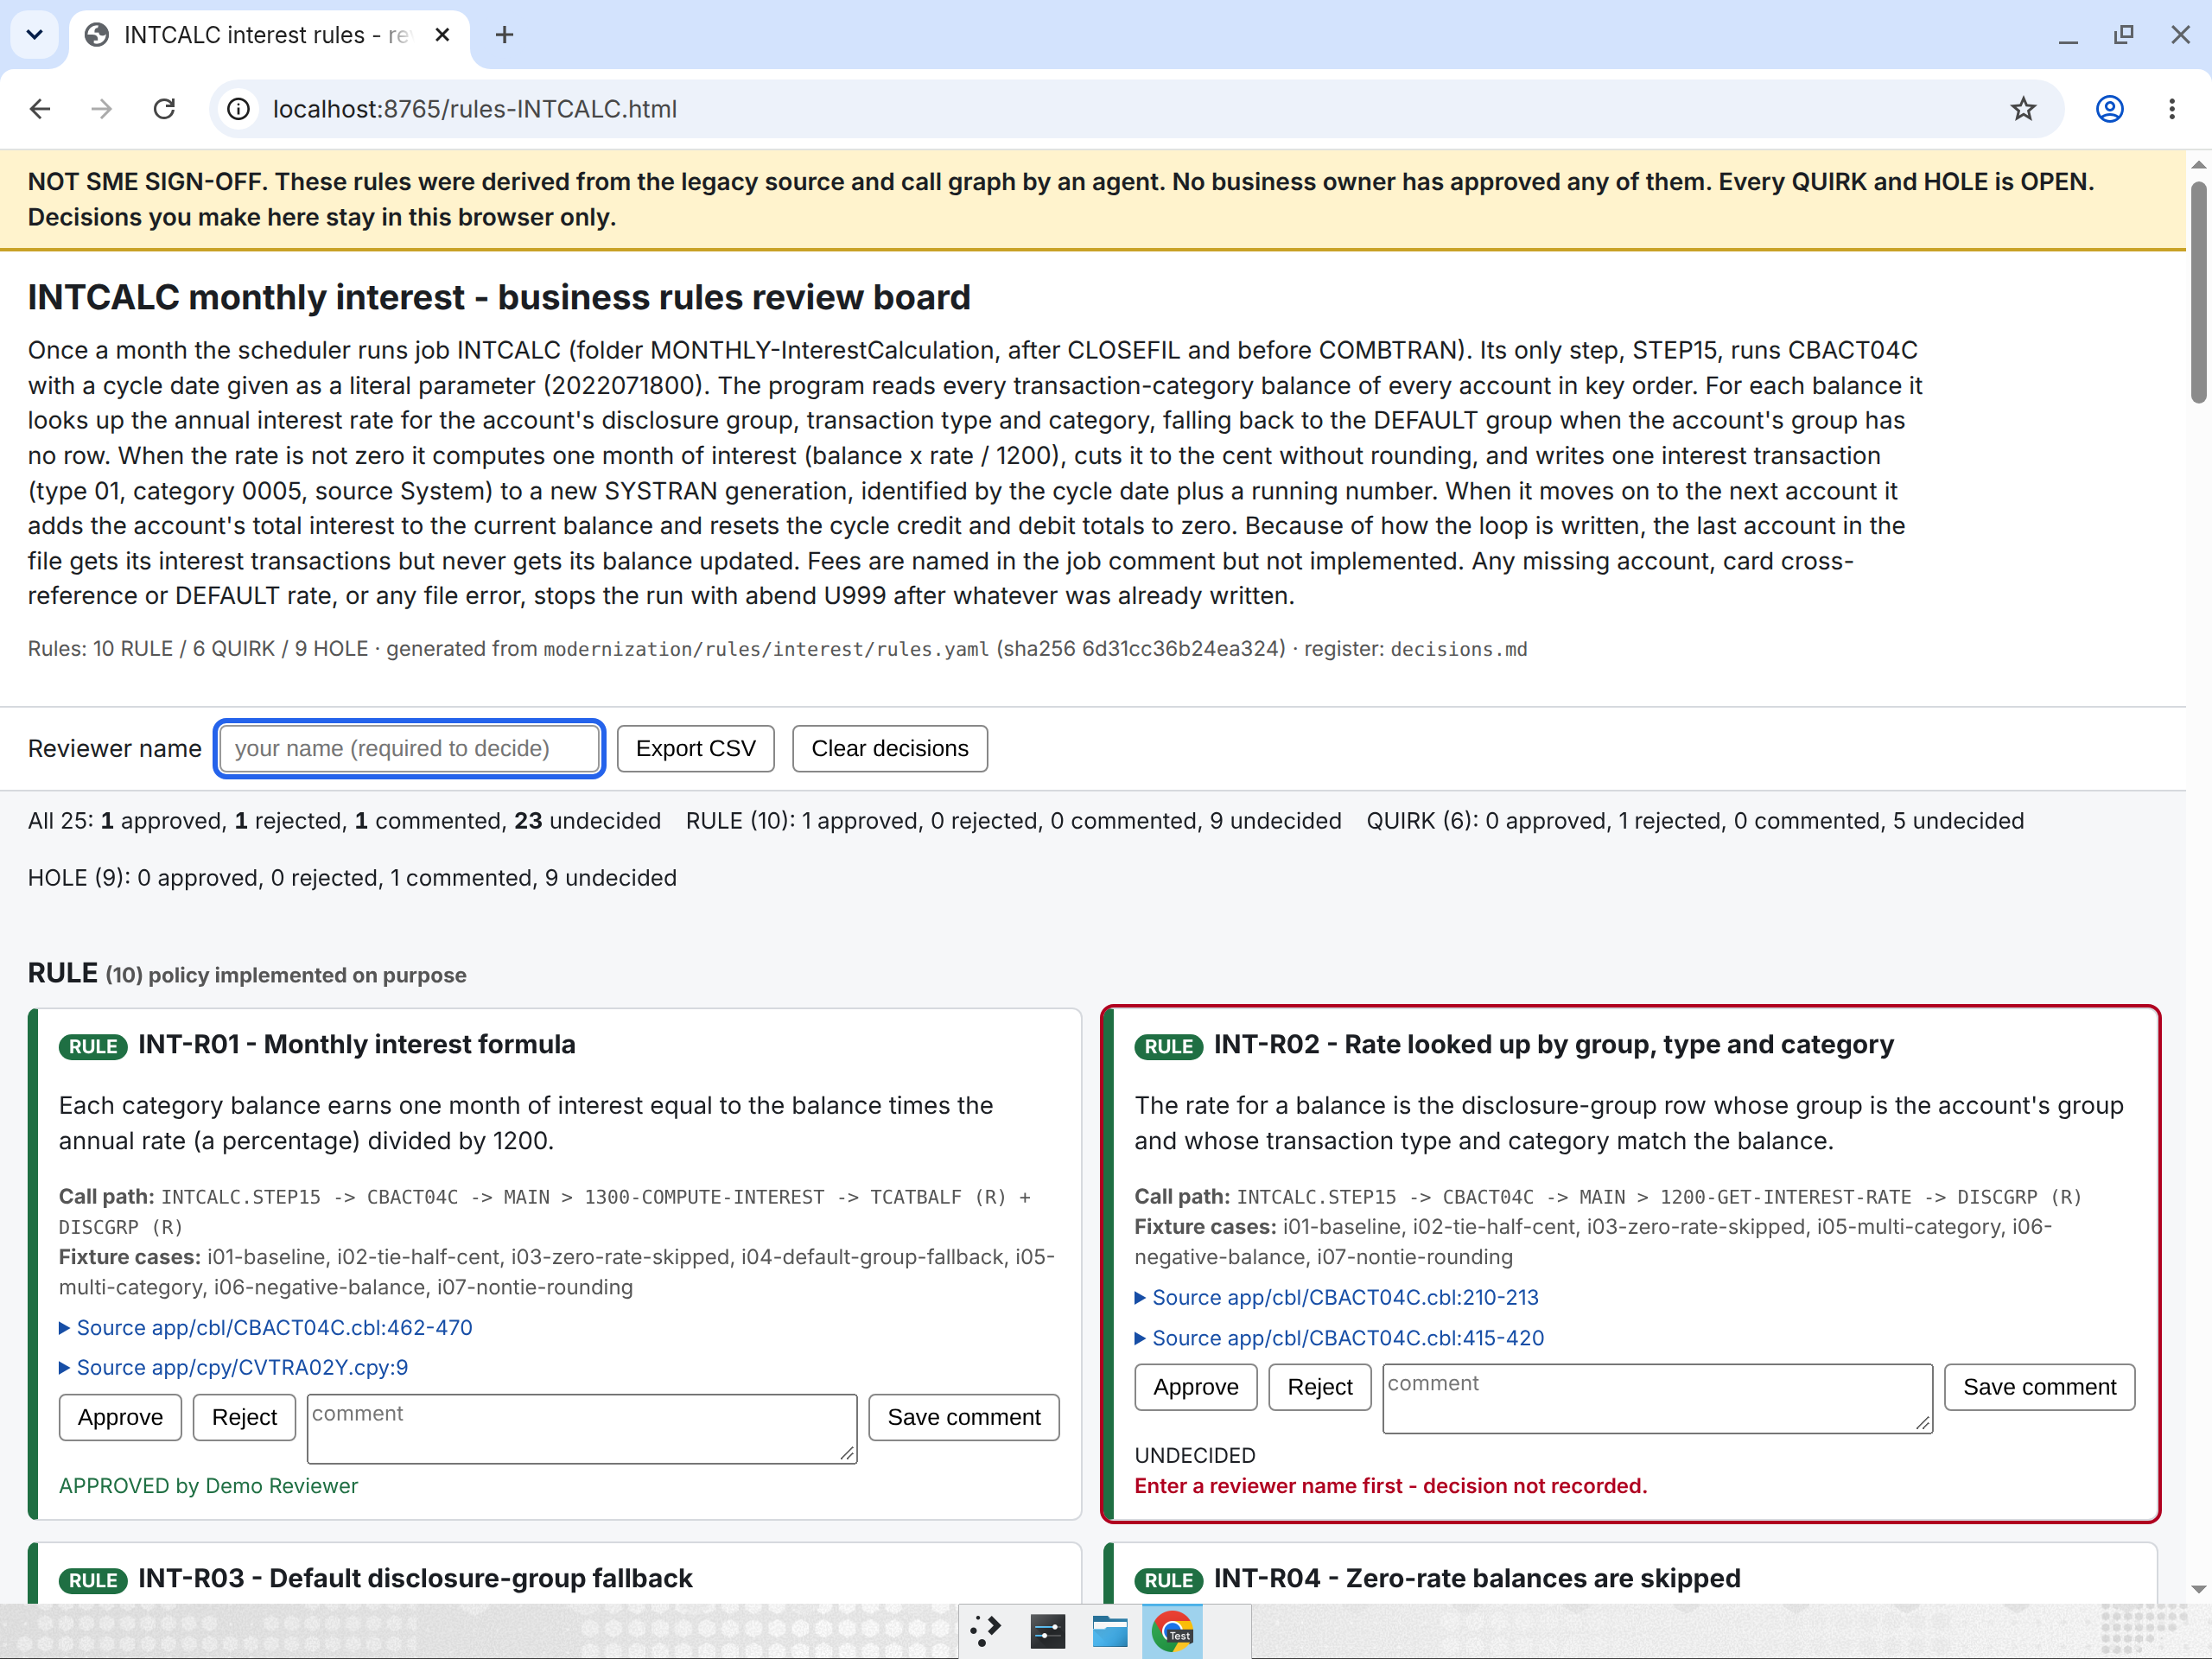 INTCALC interest rules - re
localhost:8765/rules-INTCALC.html
NOT SME SIGN-OFF. These rules were derived from the legacy source and call graph by an agent. No business owner has approved any of them. Every QUIRK and HOLE is OPEN.
Decisions you make here stay in this browser only.
INTCALC monthly interest - business rules review board
Once a month the scheduler runs job INTCALC (folder MONTHLY-InterestCalculation, after CLOSEFIL and before COMBTRAN). Its only step, STEP15, runs CBACT04C
with a cycle date given as a literal parameter (2022071800). The program reads every transaction-category balance of every account in key order. For each balance it
looks up the annual interest rate for the account's disclosure group, transaction type and category, falling back to the DEFAULT group when the account's group has
no row. When the rate is not zero it computes one month of interest (balance x rate / 1200), cuts it to the cent without rounding, and writes one interest transaction
(type 01, category 0005, source System) to a new SYSTRAN generation, identified by the cycle date plus a running number. When it moves on to the next account it
adds the account's total interest to the current balance and resets the cycle credit and debit totals to zero. Because of how the loop is written, the last account in the
file gets its interest transactions but never gets its balance updated. Fees are named in the job comment but not implemented. Any missing account, card cross-
reference or DEFAULT rate, or any file error, stops the run with abend U999 after whatever was already written.
Rules: 10 RULE / 6 QUIRK / 9 HOLE · generated from modernization/rules/interest/rules.yaml (sha256 6d31cc36b24ea324) · register: decisions.md
Reviewer name your name (required to decide) Export CSV Clear decisions
All 25: 1 approved, 1 rejected, 1 commented, 23 undecided RULE (10): 1 approved, 0 rejected, 0 commented, 9 undecided QUIRK (6): 0 approved, 1 rejected, 0 commented, 5 undecided
HOLE (9): 0 approved, 0 rejected, 1 commented, 9 undecided
RULE (10) policy implemented on purpose
RULE INT-R01 - Monthly interest formula
Each category balance earns one month of interest equal to the balance times the
annual rate (a percentage) divided by 1200.
Call path: INTCALC.STEP15 -> CBACT04C -> MAIN > 1300-COMPUTE-INTEREST -> TCATBALF (R) +
DISCGRP (R)
Fixture cases: i01-baseline, i02-tie-half-cent, i03-zero-rate-skipped, i04-default-group-fallback, i05-
multi-category, i06-negative-balance, i07-nontie-rounding
Source app/cbl/CBACT04C.cbl:462-470
Source app/cpy/CVTRA02Y.cpy:9
Approve Reject comment Save comment
APPROVED by Demo Reviewer
RULE INT-R02 - Rate looked up by group, type and category
The rate for a balance is the disclosure-group row whose group is the account's group
and whose transaction type and category match the balance.
Call path: INTCALC.STEP15 -> CBACT04C -> MAIN > 1200-GET-INTEREST-RATE -> DISCGRP (R)
Fixture cases: i01-baseline, i02-tie-half-cent, i03-zero-rate-skipped, i05-multi-category, i06-
negative-balance, i07-nontie-rounding
Source app/cbl/CBACT04C.cbl:210-213
Source app/cbl/CBACT04C.cbl:415-420
Approve Reject comment Save comment
UNDECIDED
Enter a reviewer name first - decision not recorded.
RULE INT-R03 - Default disclosure-group fallback
RULE INT-R04 - Zero-rate balances are skipped
Test